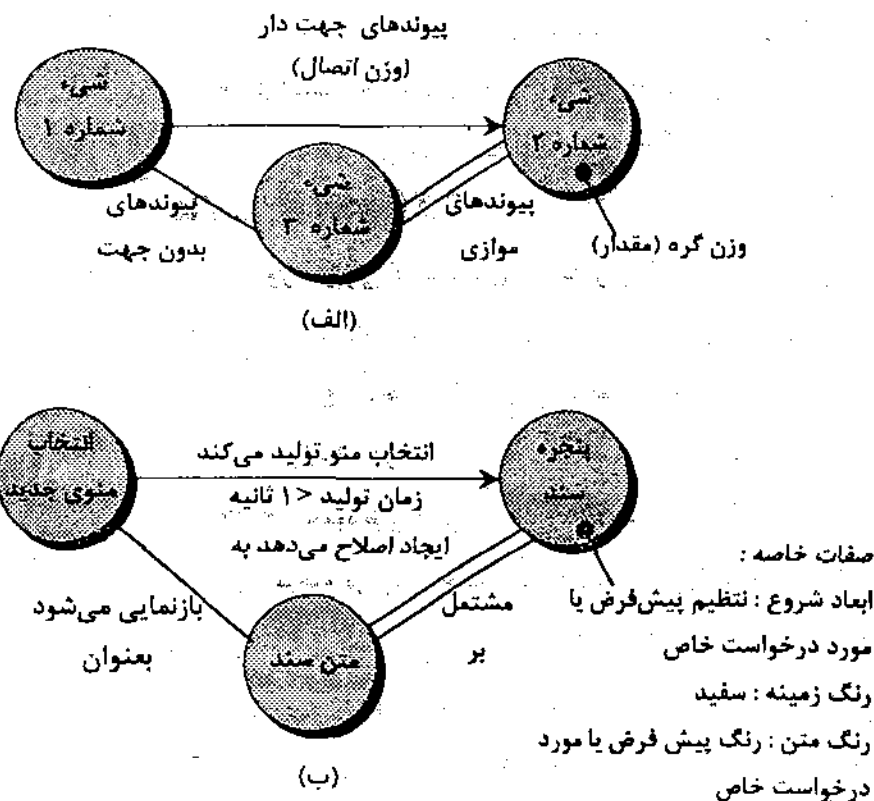 پیوندهای جهت دار
(وزن اتصال)
شیء
شماره ۱
شیء
شماره ۲
شیء
شماره ۳
پیوندهای
بدون جهت
پیوندهای
موازی
وزن گره (مقدار)
(الف)
انتخاب
منوی جدید
انتخاب منو تولید می‌کند
زمان تولید < ۱ ثانیه
پنجره
سند
ایجاد اصلاح می‌دهد به
بازنمایی می‌شود
بعنوان
متن سند
مشتمل
بر
صفات خاصه :
ابعاد شروع : تنظیم پیش‌فرض یا
مورد درخواست خاص
رنگ زمینه : سفید
رنگ متن : رنگ پیش فرض یا مورد
درخواست خاص
(ب)